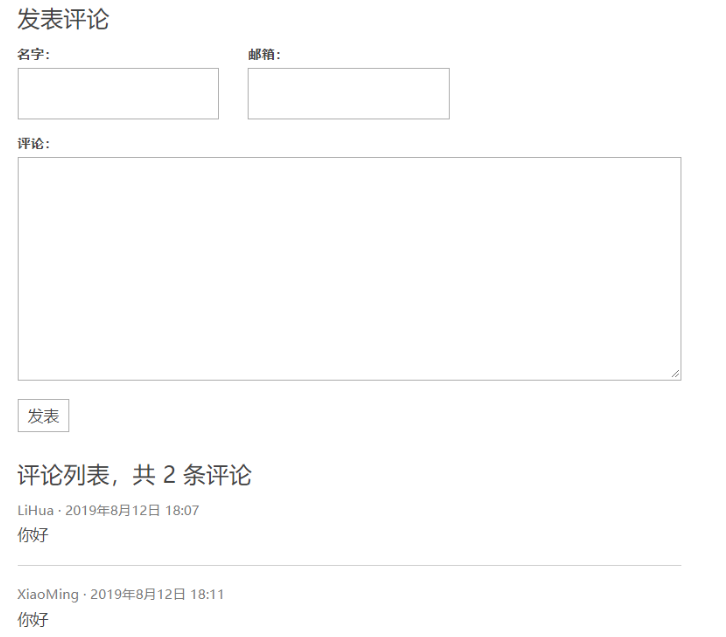 发表评论
名字： 邮箱：
评论：
发表
评论列表，共 2 条评论
LiHua · 2019年8月12日 18:07
你好
XiaoMing · 2019年8月12日 18:11
你好